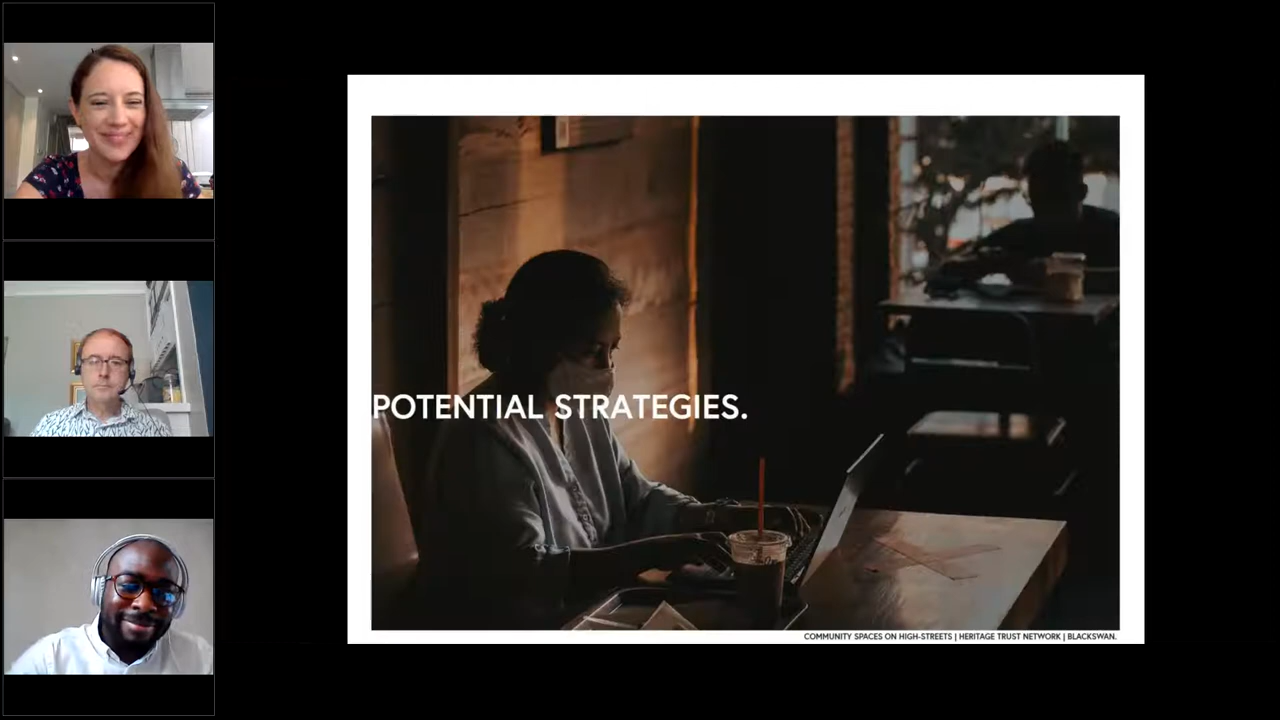 POTENTIAL STRATEGIES.
COMMUNITY SPACES ON HIGH-STREETS | HERITAGE TRUST NETWORK | BLACKSWAN.